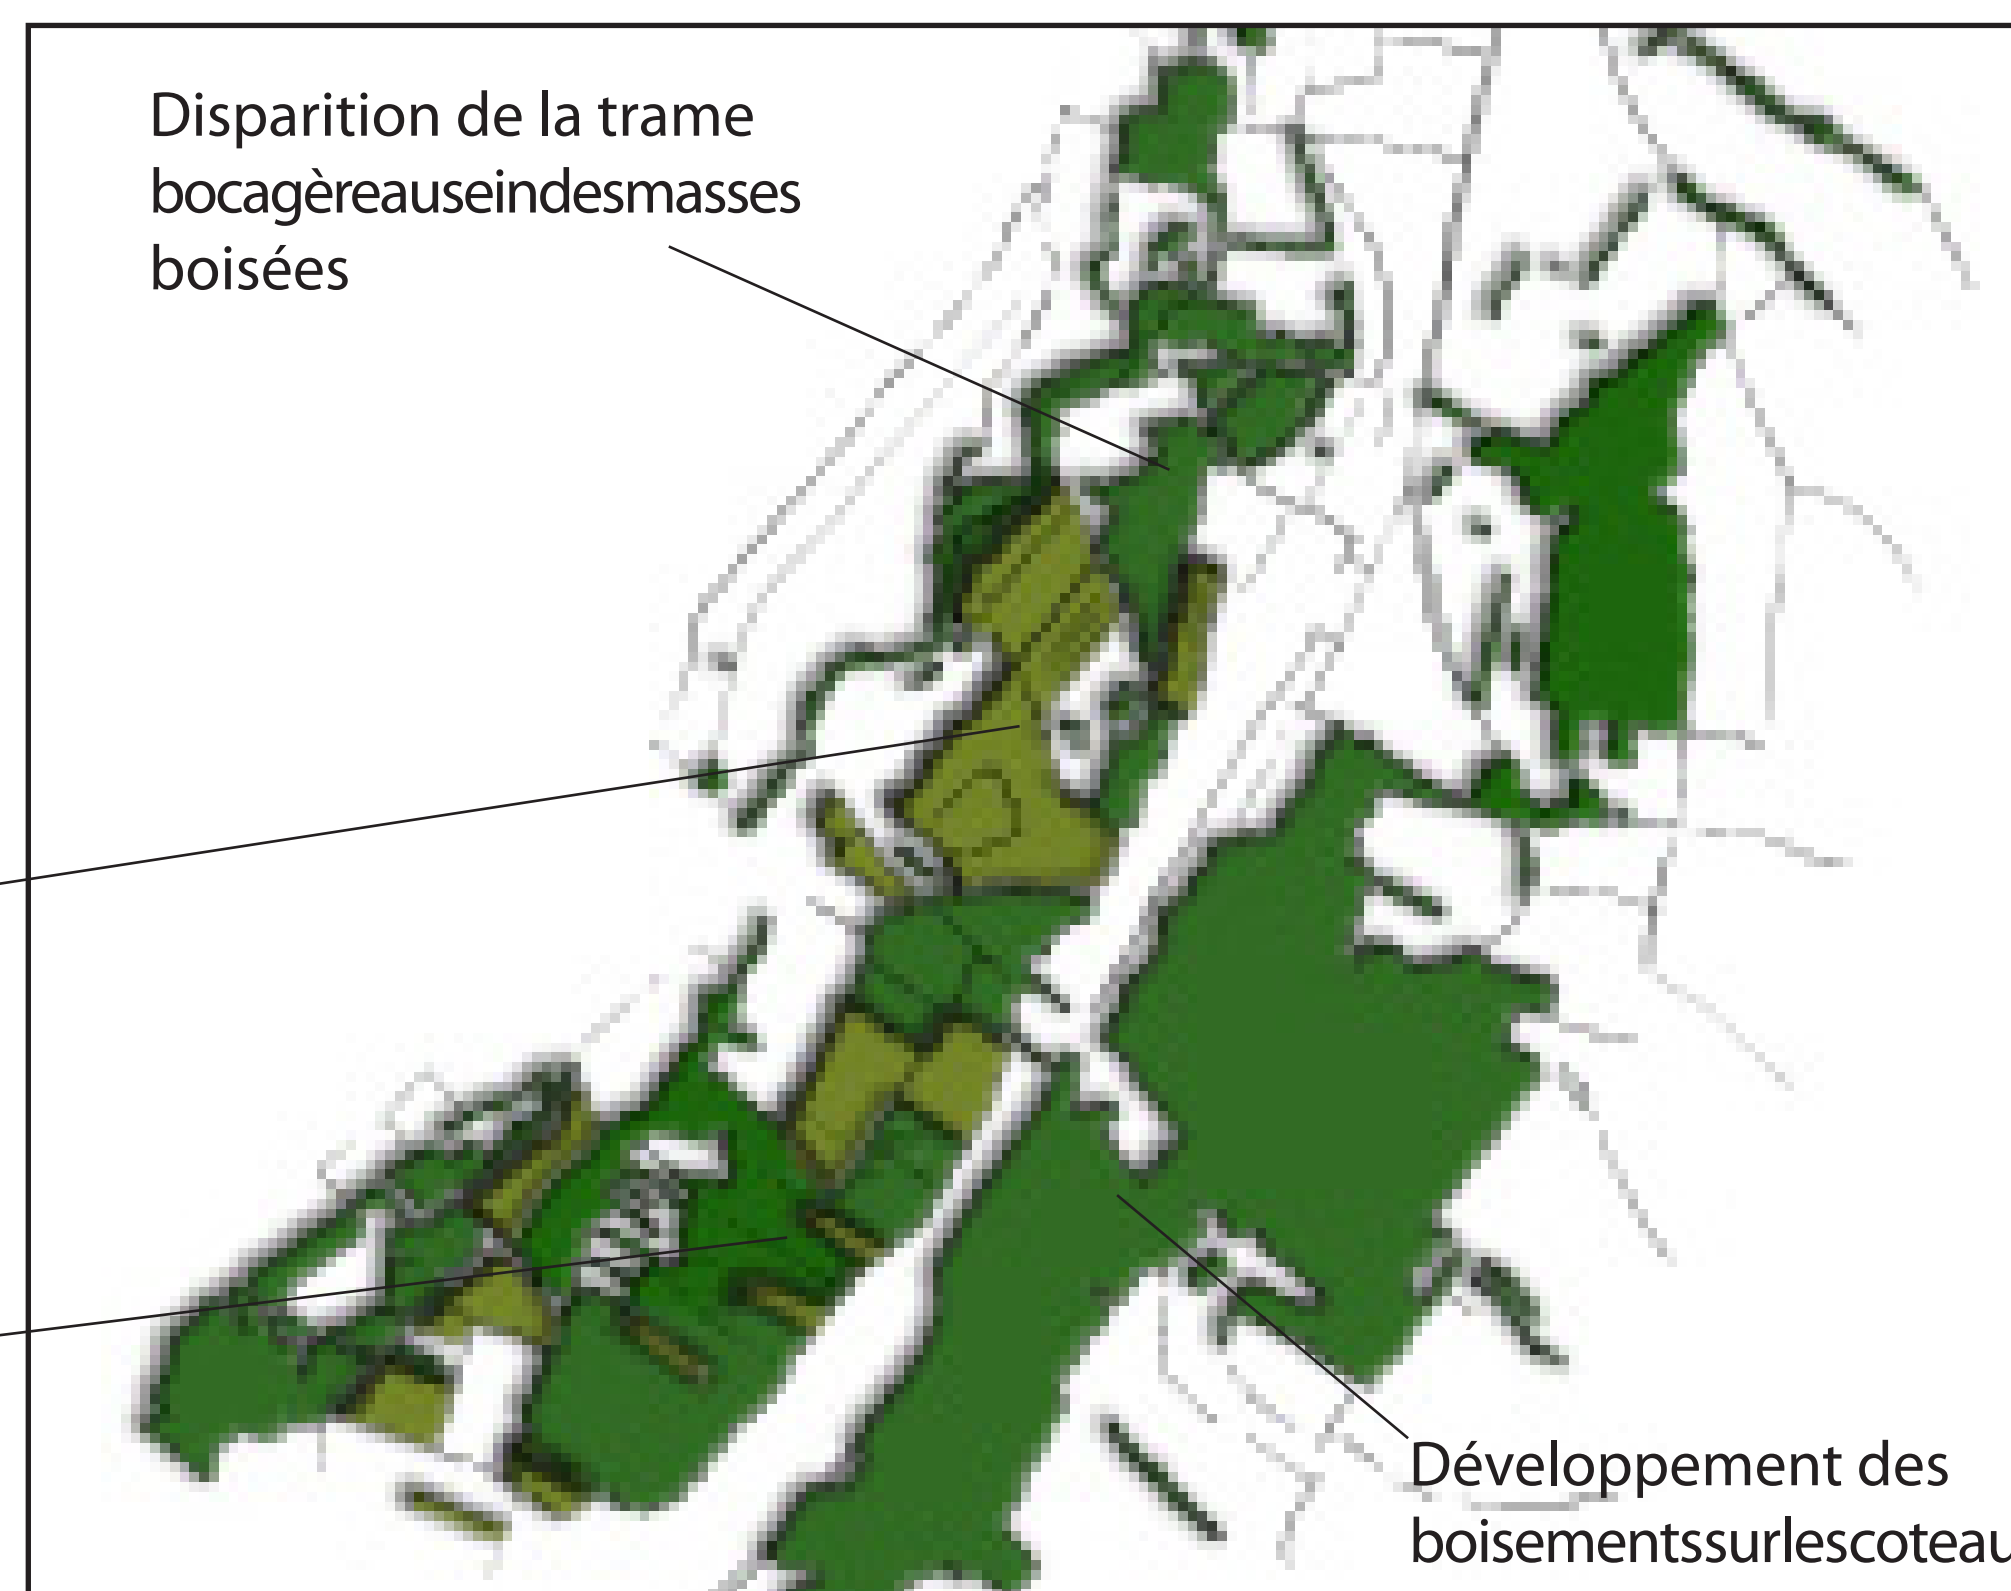 Disparition de la trame
bocagèreauseindesmasses
boisées
Développement des
boisementssurlescoteau